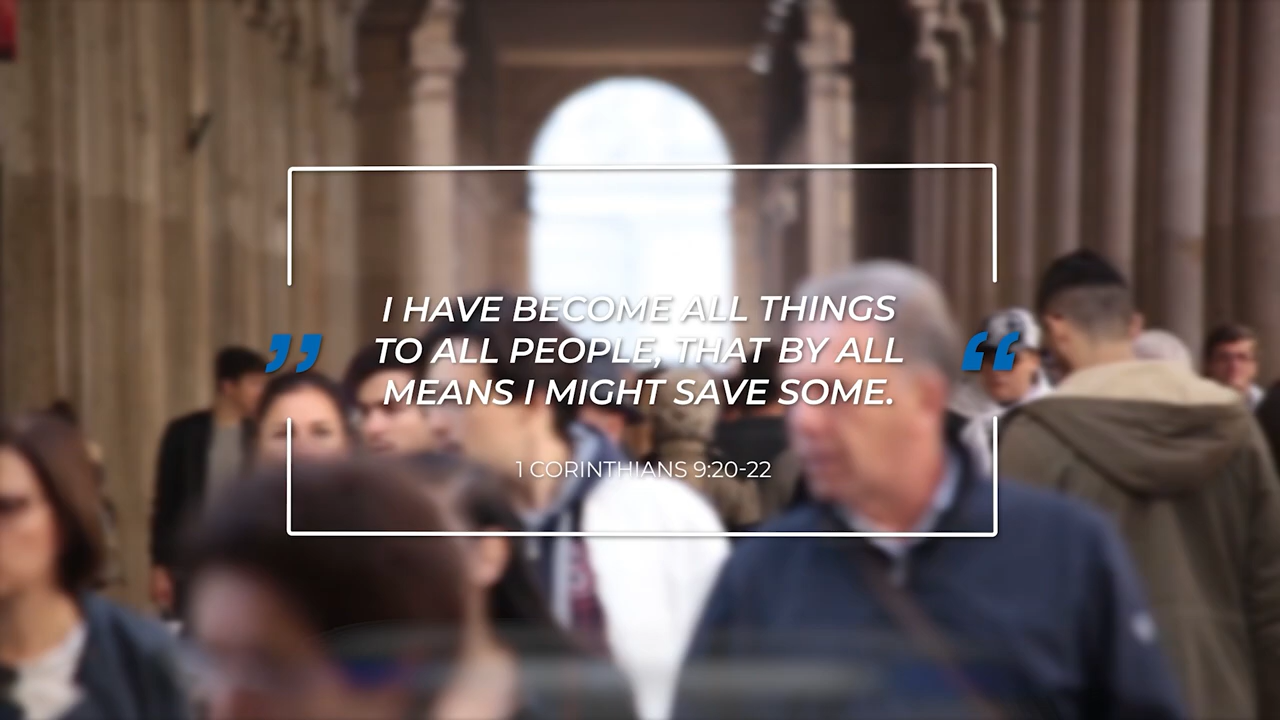 I HAVE BECOME ALL THINGS
” TO ALL PEOPLE, THAT BY ALL “
MEANS I MIGHT SAVE SOME.
1 CORINTHIANS 9:20-22